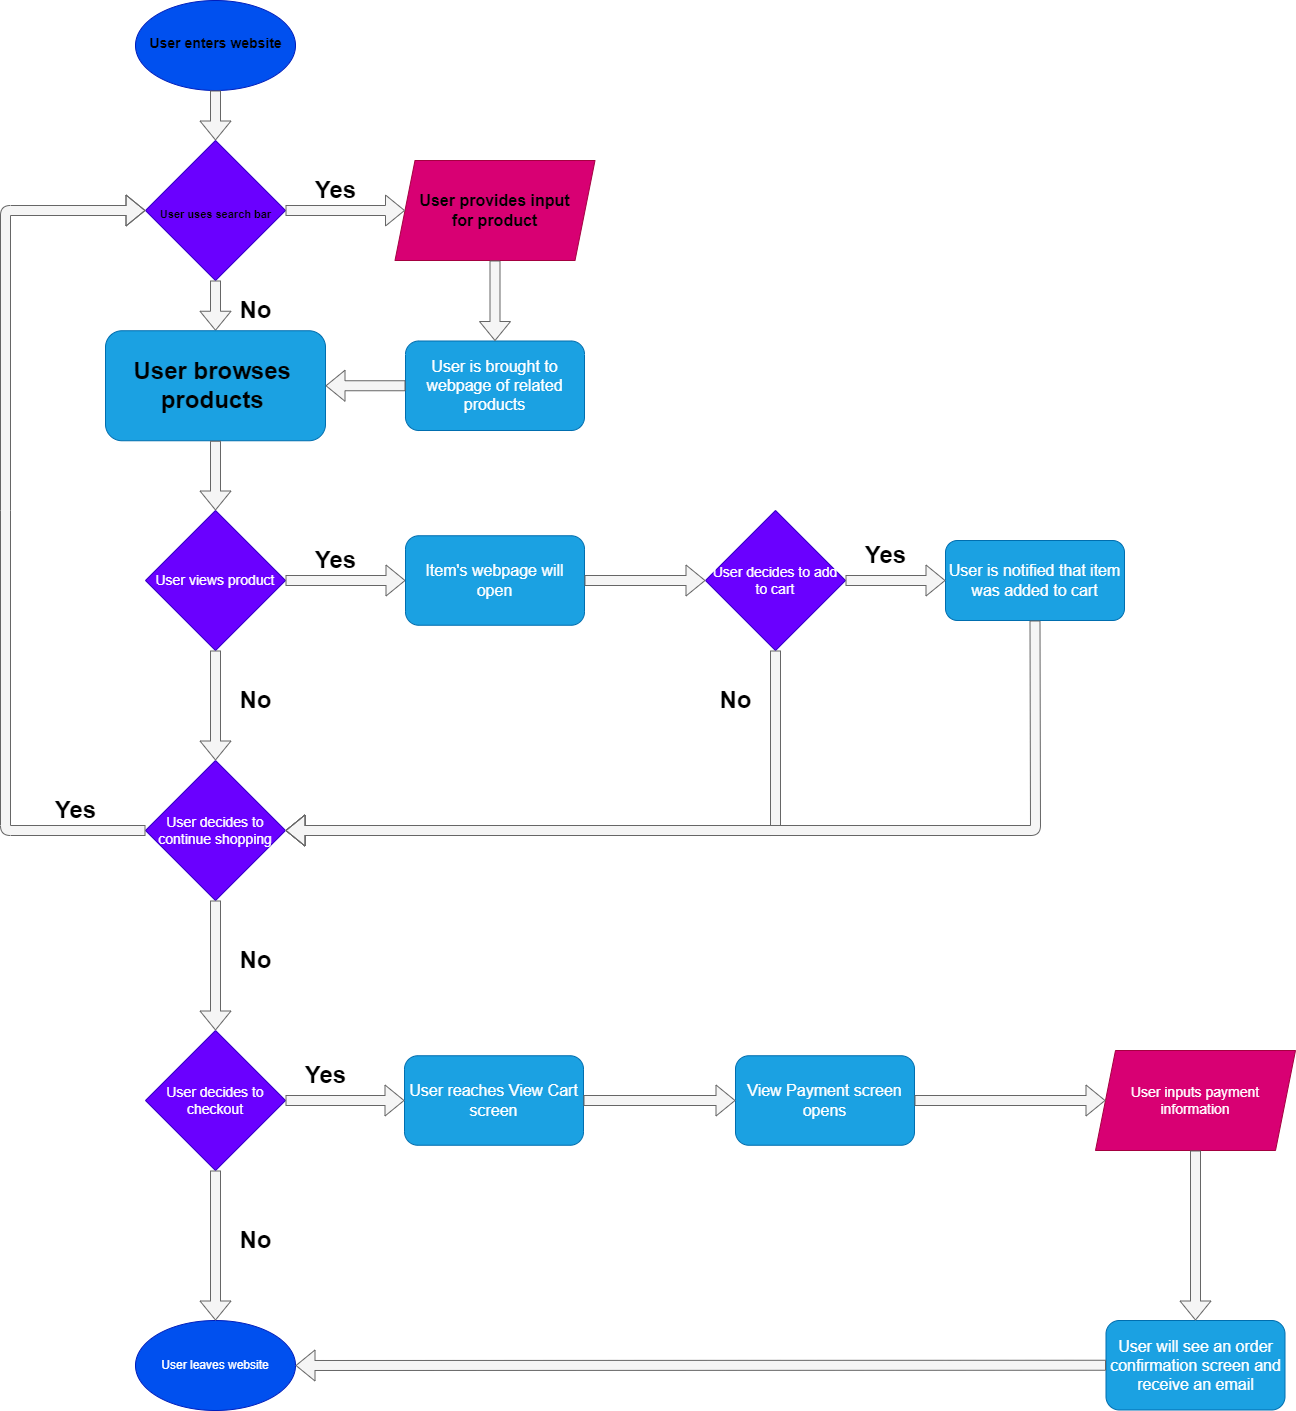 User enters website
User uses search bar
Yes
User provides input
for product
No
User browses
products
User is brought to
webpage of related
products
User views product
Yes
Item's webpage will
open
User decides to add
to cart
Yes
User is notified that item
was added to cart
No
No
User decides to
continue shopping
Yes
No
User decides to
checkout
Yes
User reaches View Cart
screen
View Payment screen
opens
User inputs payment
information
No
User leaves website
User will see an order
confirmation screen and
receive an email